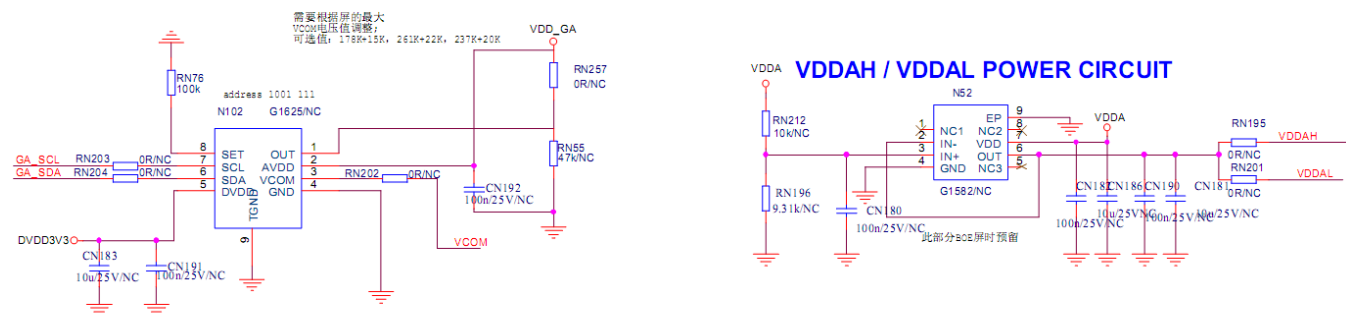 需要根据屏的最大
VCOM电压值调整;
可选值: 178K+15K, 261K+22K, 237K+20K
VDD_GA
RN257
0R/NC
RN76
100k
address 1001 111
N102
G1625/NC
RN55
47k/NC
8 SET
OUT 1
7 SCL
AVDD 2
6 SDA
VCOM 3
5 DVDD
GND 4
TGND
9
GA_SCL
RN203
0R/NC
GA_SDA
RN204
0R/NC
RN202
0R/NC
CN192
100n/25V/NC
VCOM
DVDD3V3
CN183
10u/25V/NC
CN191
100n/25V/NC
VDDAH / VDDAL POWER CIRCUIT
VDDA
RN212
10k/NC
RN196
9.31k/NC
CN180
100n/25V/NC
N52
1 NC1
EP 9
2 IN-
NC2 8
3 IN+
VDD 7
4 GND
OUT 6
NC3 5
G1582/NC
此部分BOE屏时预留
VDDA
RN195
0R/NC
VDDAH
RN201
0R/NC
VDDAL
CN182
100n/25V/NC
CN186
10u/25V/NC
CN190
100n/25V/NC
CN181
10u/25V/NC